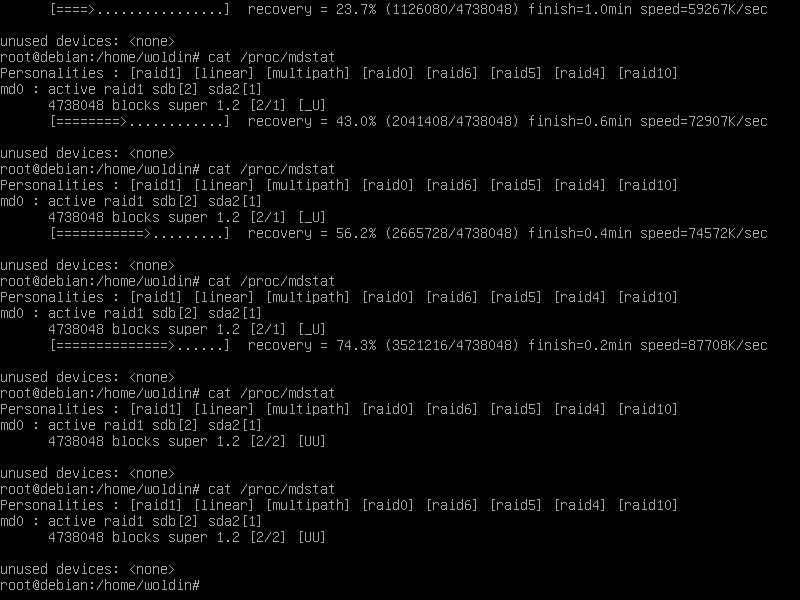 [====>................]  recovery = 23.7% (1126080/4738048) finish=1.0min speed=59267K/sec
unused devices: <none>
root@debian:/home/woldin# cat /proc/mdstat
Personalities : [raid1] [linear] [multipath] [raid0] [raid6] [raid5] [raid4] [raid10]
md0 : active raid1 sdb[2] sda2[1]
      4738048 blocks super 1.2 [2/1] [_U]
      [========>............]  recovery = 43.0% (2041408/4738048) finish=0.6min speed=72907K/sec
unused devices: <none>
root@debian:/home/woldin# cat /proc/mdstat
Personalities : [raid1] [linear] [multipath] [raid0] [raid6] [raid5] [raid4] [raid10]
md0 : active raid1 sdb[2] sda2[1]
      4738048 blocks super 1.2 [2/1] [_U]
      [===========>.........]  recovery = 56.2% (2665728/4738048) finish=0.4min speed=74572K/sec
unused devices: <none>
root@debian:/home/woldin# cat /proc/mdstat
Personalities : [raid1] [linear] [multipath] [raid0] [raid6] [raid5] [raid4] [raid10]
md0 : active raid1 sdb[2] sda2[1]
      4738048 blocks super 1.2 [2/1] [_U]
      [==============>......]  recovery = 74.3% (3521216/4738048) finish=0.2min speed=87708K/sec
unused devices: <none>
root@debian:/home/woldin# cat /proc/mdstat
Personalities : [raid1] [linear] [multipath] [raid0] [raid6] [raid5] [raid4] [raid10]
md0 : active raid1 sdb[2] sda2[1]
      4738048 blocks super 1.2 [2/2] [UU]
unused devices: <none>
root@debian:/home/woldin# cat /proc/mdstat
Personalities : [raid1] [linear] [multipath] [raid0] [raid6] [raid5] [raid4] [raid10]
md0 : active raid1 sdb[2] sda2[1]
      4738048 blocks super 1.2 [2/2] [UU]
unused devices: <none>
root@debian:/home/woldin#